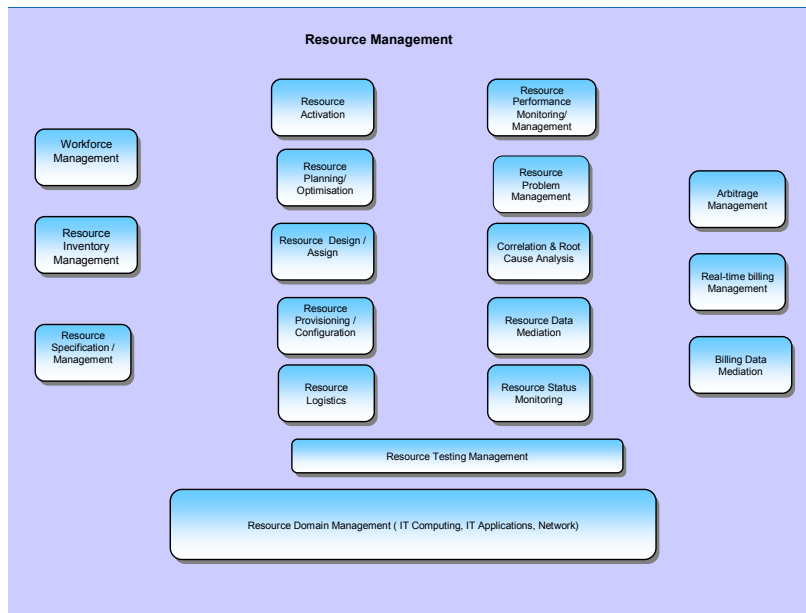 Resource Management
Workforce
Management
Resource
Inventory
Management
Resource
Specification /
Management
Resource
Activation
Resource
Planning/
Optimisation
Resource Design /
Assign
Resource
Provisioning /
Configuration
Resource
Logistics
Resource
Performance
Monitoring/
Management
Resource
Problem
Management
Correlation & Root
Cause Analysis
Resource Data
Mediation
Resource Status
Monitoring
Arbitrage
Management
Real-time billing
Management
Billing Data
Mediation
Resource Testing Management
Resource Domain Management ( IT Computing, IT Applications, Network)